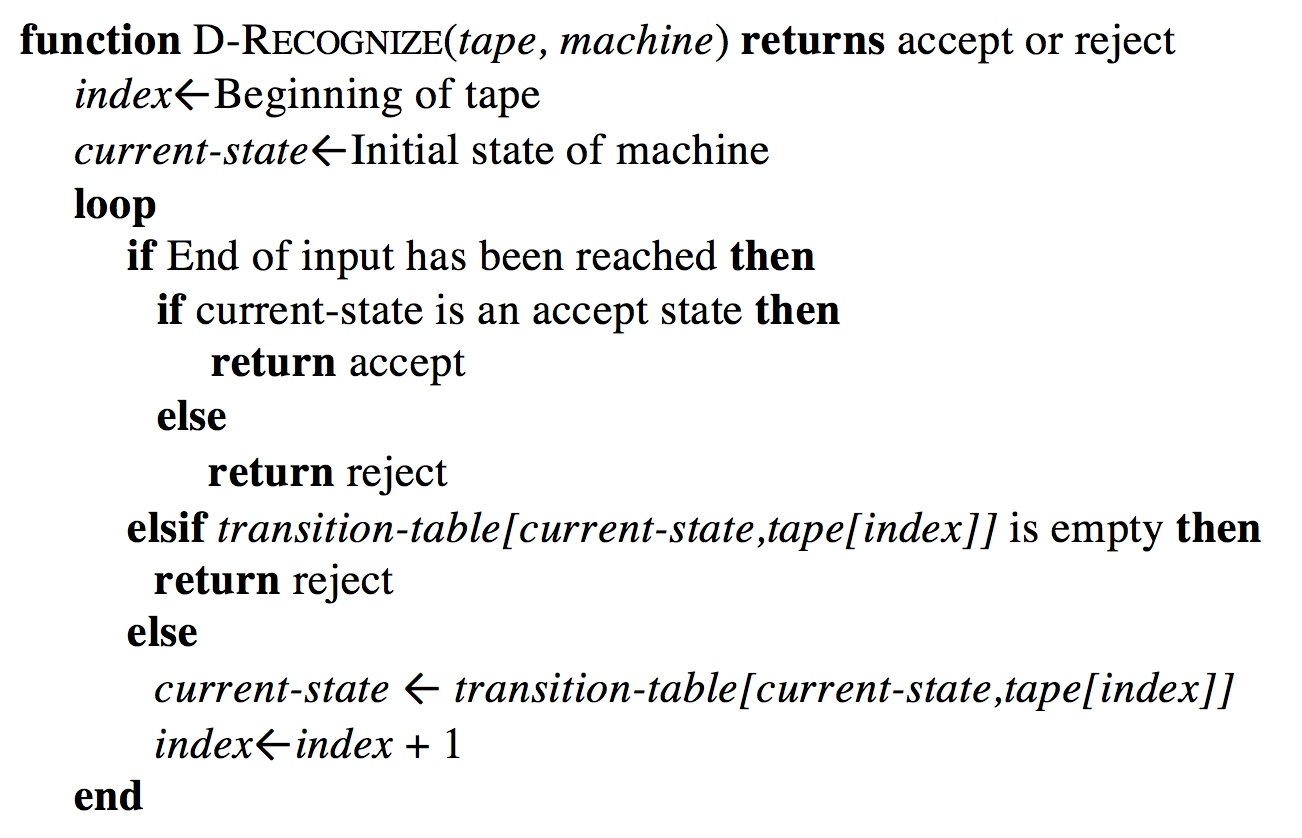 function D-RECOGNIZE(tape, machine) returns accept or reject
index←Beginning of tape
current-state←Initial state of machine
loop
if End of input has been reached then
if current-state is an accept state then
return accept
else
return reject
elsif transition-table[current-state,tape[index]] is empty then
return reject
else
current-state ← transition-table[current-state,tape[index]]
index←index + 1
end